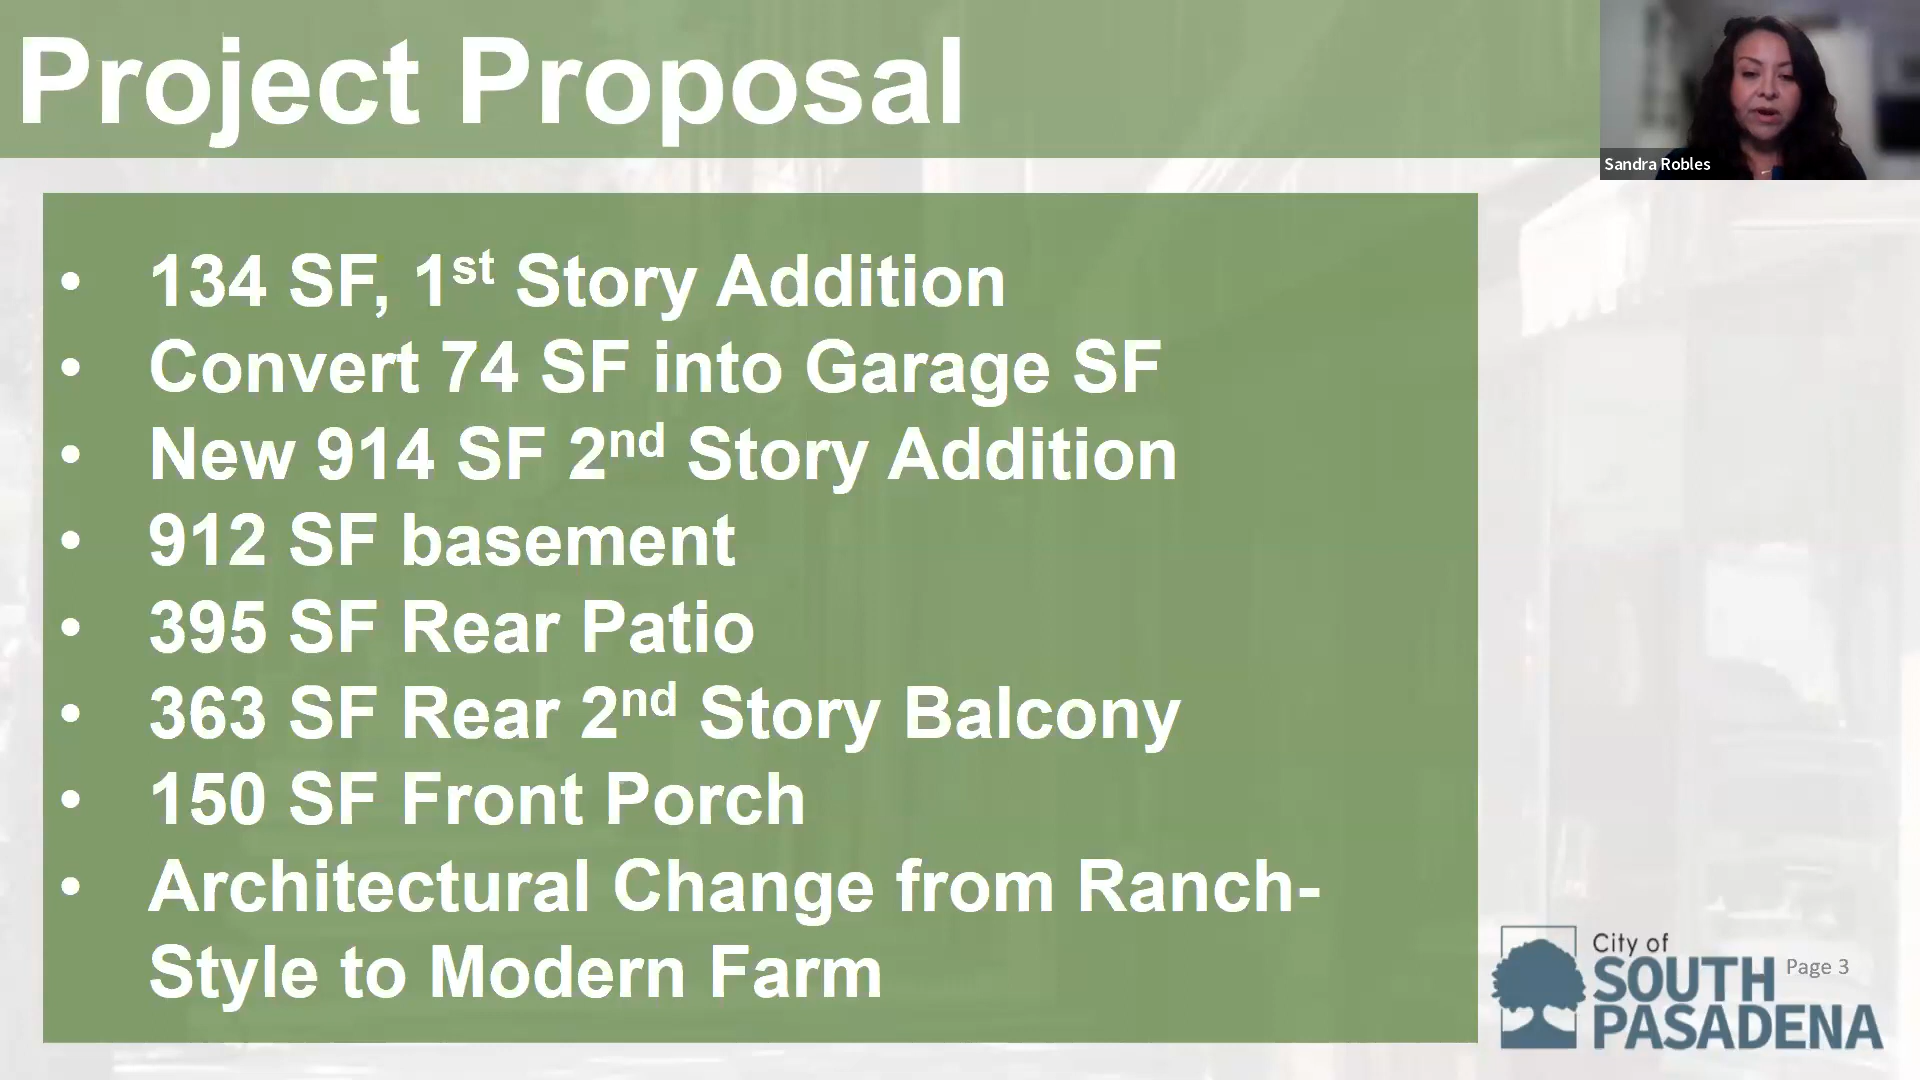 Project Proposal
Sandra Robles
• 134 SF, 1st Story Addition
• Convert 74 SF into Garage SF
• New 914 SF 2nd Story Addition
• 912 SF basement
• 395 SF Rear Patio
• 363 SF Rear 2nd Story Balcony
• 150 SF Front Porch
• Architectural Change from Ranch-
Style to Modern Farm
City of
SOUTH
PASADENA
Page 3